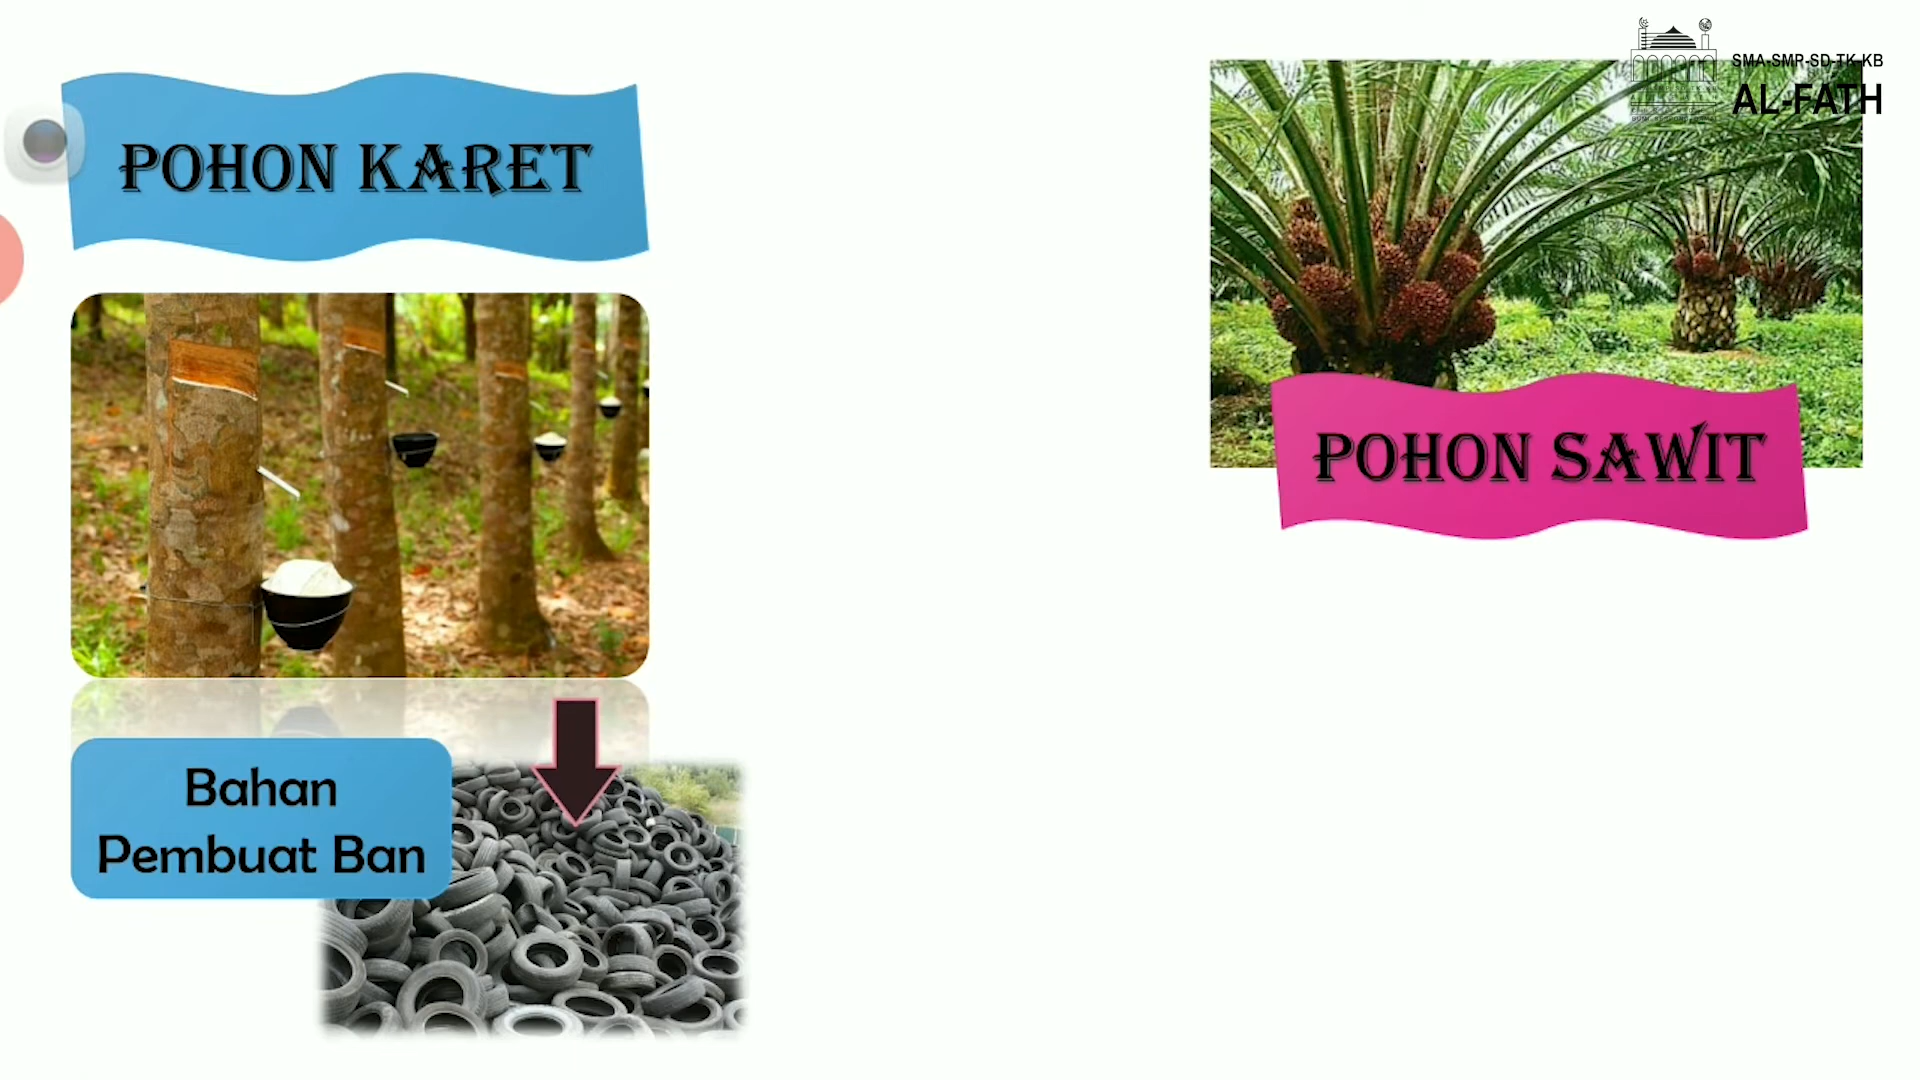 POHON KARET
SMA-SMP-SD-TK-KB
AL-FATH
POHON SAWIT
Bahan
Pembuat Ban